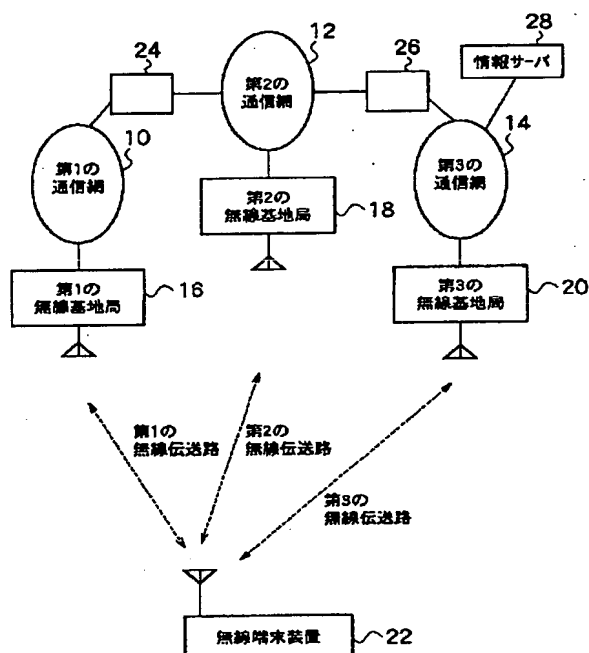 12
28
24
26
情報サーバ
第2の
通信網
14
10
第1の
通信網
第3の
通信網
第2の
無線基地局
18
第1の
無線基地局
16
第3の
無線基地局
20
第1の
無線伝送路
第2の
無線伝送路
第3の
無線伝送路
無線端末装置
22